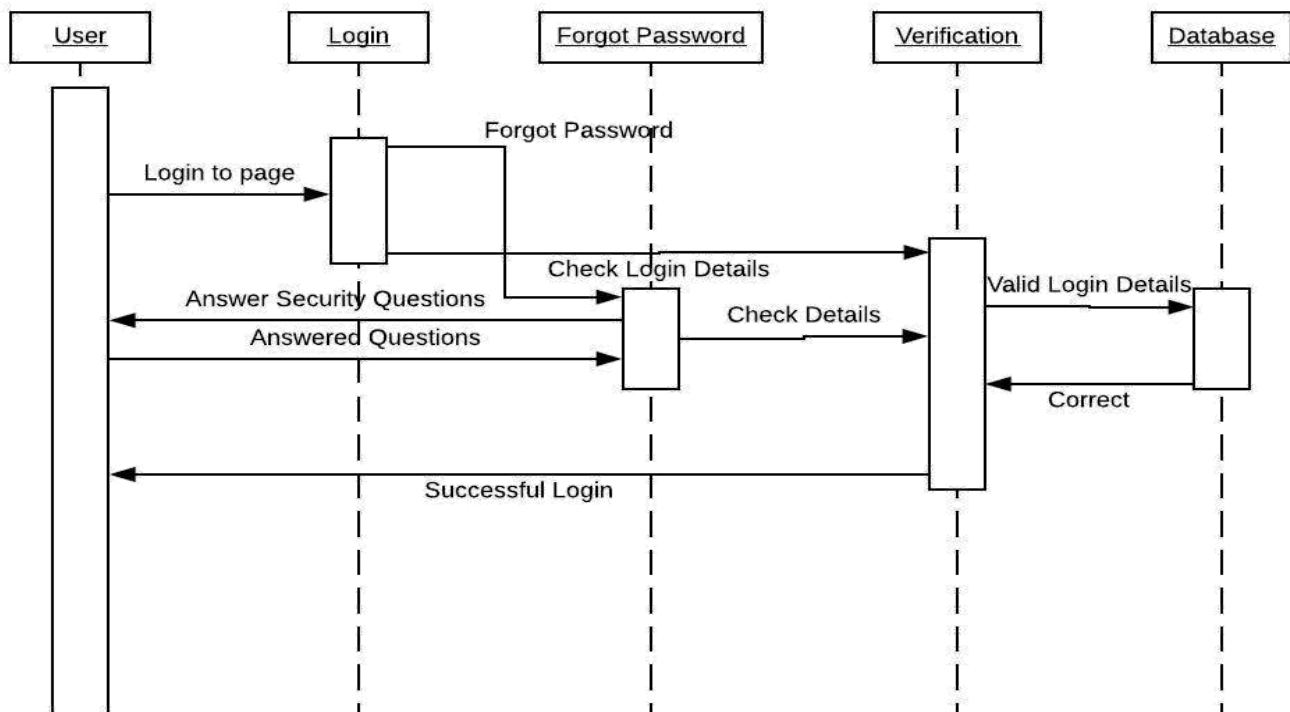 User
Login
Forgot Password
Verification
Database
Forgot Password
Login to page
Check Login Details
Valid Login Details
Answer Security Questions
Check Details
Answered Questions
Correct
Successful Login